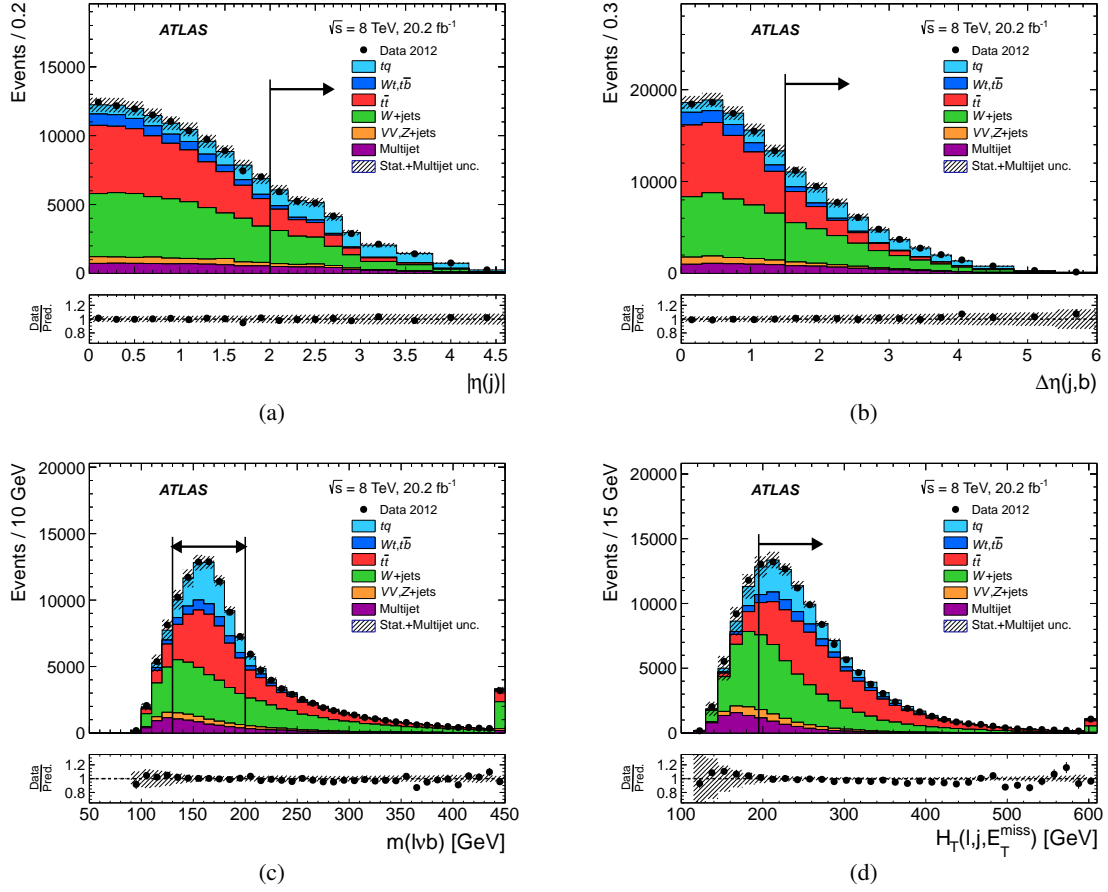 Events / 0.2
15000
10000
5000
0
ATLAS
√s = 8 TeV, 20.2 fb⁻¹
Data 2012
tq
Wt,tb̄
tt̄
W+jets
VV,Z+jets
Multijet
Stat.+Multijet unc.
Data
Pred.
1.2
1
0.8
0 0.5 1 1.5 2 2.5 3 3.5 4 4.5
|η(j)|
(a)
Events / 0.3
20000
10000
0
ATLAS
√s = 8 TeV, 20.2 fb⁻¹
Data 2012
tq
Wt,tb̄
tt̄
W+jets
VV,Z+jets
Multijet
Stat.+Multijet unc.
Data
Pred.
1.2
1
0.8
0 1 2 3 4 5 6
Δη(j,b)
(b)
Events / 10 GeV
20000
15000
10000
5000
0
ATLAS
√s = 8 TeV, 20.2 fb⁻¹
Data 2012
tq
Wt,tb̄
tt̄
W+jets
VV,Z+jets
Multijet
Stat.+Multijet unc.
Data
Pred.
1.2
1
0.8
50 100 150 200 250 300 350 400 450
m(lνb) [GeV]
(c)
Events / 15 GeV
20000
15000
10000
5000
0
ATLAS
√s = 8 TeV, 20.2 fb⁻¹
Data 2012
tq
Wt,tb̄
tt̄
W+jets
VV,Z+jets
Multijet
Stat.+Multijet unc.
Data
Pred.
1.2
1
0.8
100 200 300 400 500 600
H_T(l,j,E_T^miss) [GeV]
(d)